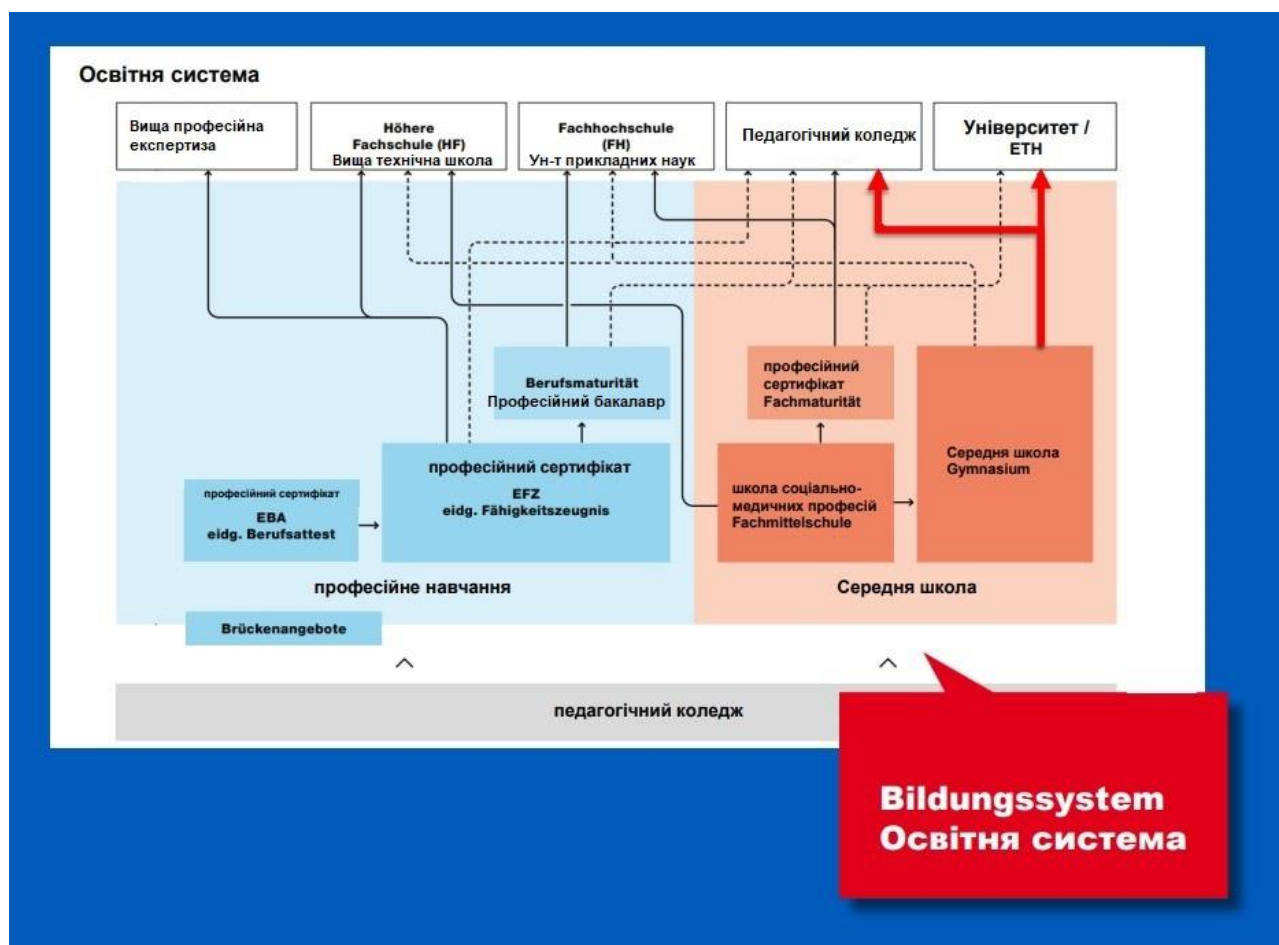 Освітня система
Вища професійна
експертиза
Höhere
Fachschule (HF)
Вища технічна школа
Fachhochschule
(FH)
Ун-т прикладних наук
Педагогічний коледж
Університет /
ETH
Berufsmaturität
Професійний бакалавр
професійний
сертифікат
Fachmaturität
професійний сертифікат
EFZ
eidg. Fähigkeitszeugnis
професійний сертифікат
EBA
eidg. Berufsattest
школа соціально-
медичних професій
Fachmittelschule
Середня школа
Gymnasium
професійне навчання
Середня школа
Brückenangebote
педагогічний коледж
Bildungssystem
Освітня система